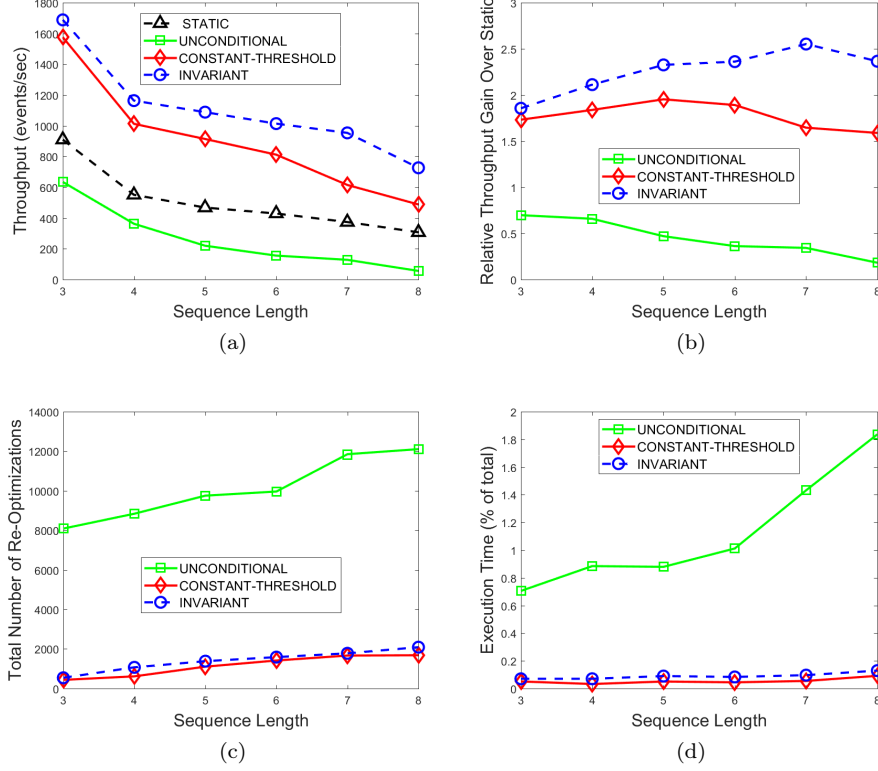 1800
1600
1400
1200
1000
800
600
400
200
0
Throughput (events/sec)
STATIC
UNCONDITIONAL
CONSTANT-THRESHOLD
INVARIANT
3 4 5 6 7 8
Sequence Length
(a)
3
2.5
2
1.5
1
0.5
0
Relative Throughput Gain Over Static
UNCONDITIONAL
CONSTANT-THRESHOLD
INVARIANT
3 4 5 6 7 8
Sequence Length
(b)
14000
12000
10000
8000
6000
4000
2000
0
Total Number of Re-Optimizations
UNCONDITIONAL
CONSTANT-THRESHOLD
INVARIANT
3 4 5 6 7 8
Sequence Length
(c)
2
1.8
1.6
1.4
1.2
1
0.8
0.6
0.4
0.2
0
Execution Time (% of total)
UNCONDITIONAL
CONSTANT-THRESHOLD
INVARIANT
3 4 5 6 7 8
Sequence Length
(d)